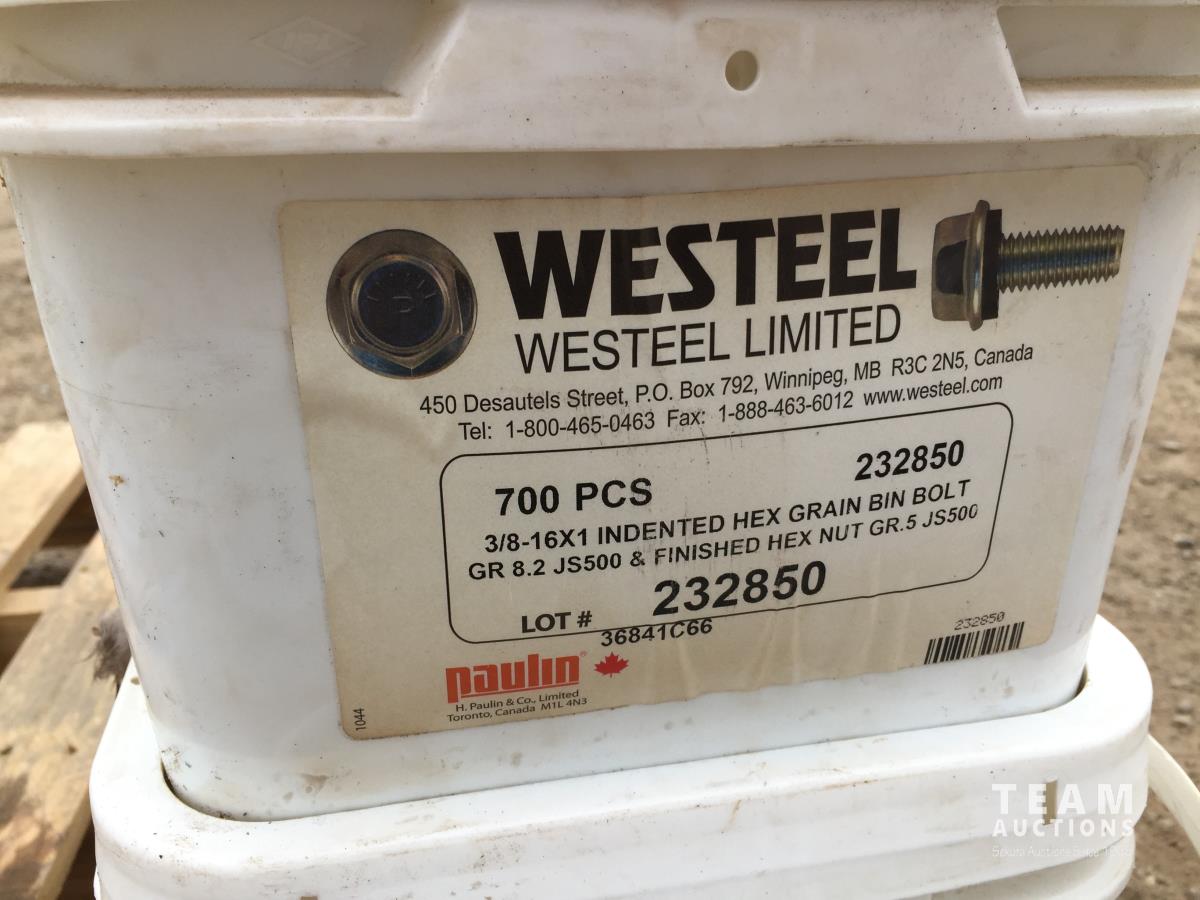 WESTEEL
WESTEEL LIMITED
450 Desautels Street, P.O. Box 792, Winnipeg, MB R3C 2N5, Canada
Tel: 1-800-465-0463 Fax: 1-888-463-6012 www.westeel.com
700 PCS 232850
3/8-16X1 INDENTED HEX GRAIN BIN BOLT
GR 8.2 JS500 & FINISHED HEX NUT GR.5 JS500
232850
LOT # 36841C66
232850
paulin®
H. Paulin & Co., Limited
Toronto, Canada M1L 4N3
1044
TEAM
AUCTIONS